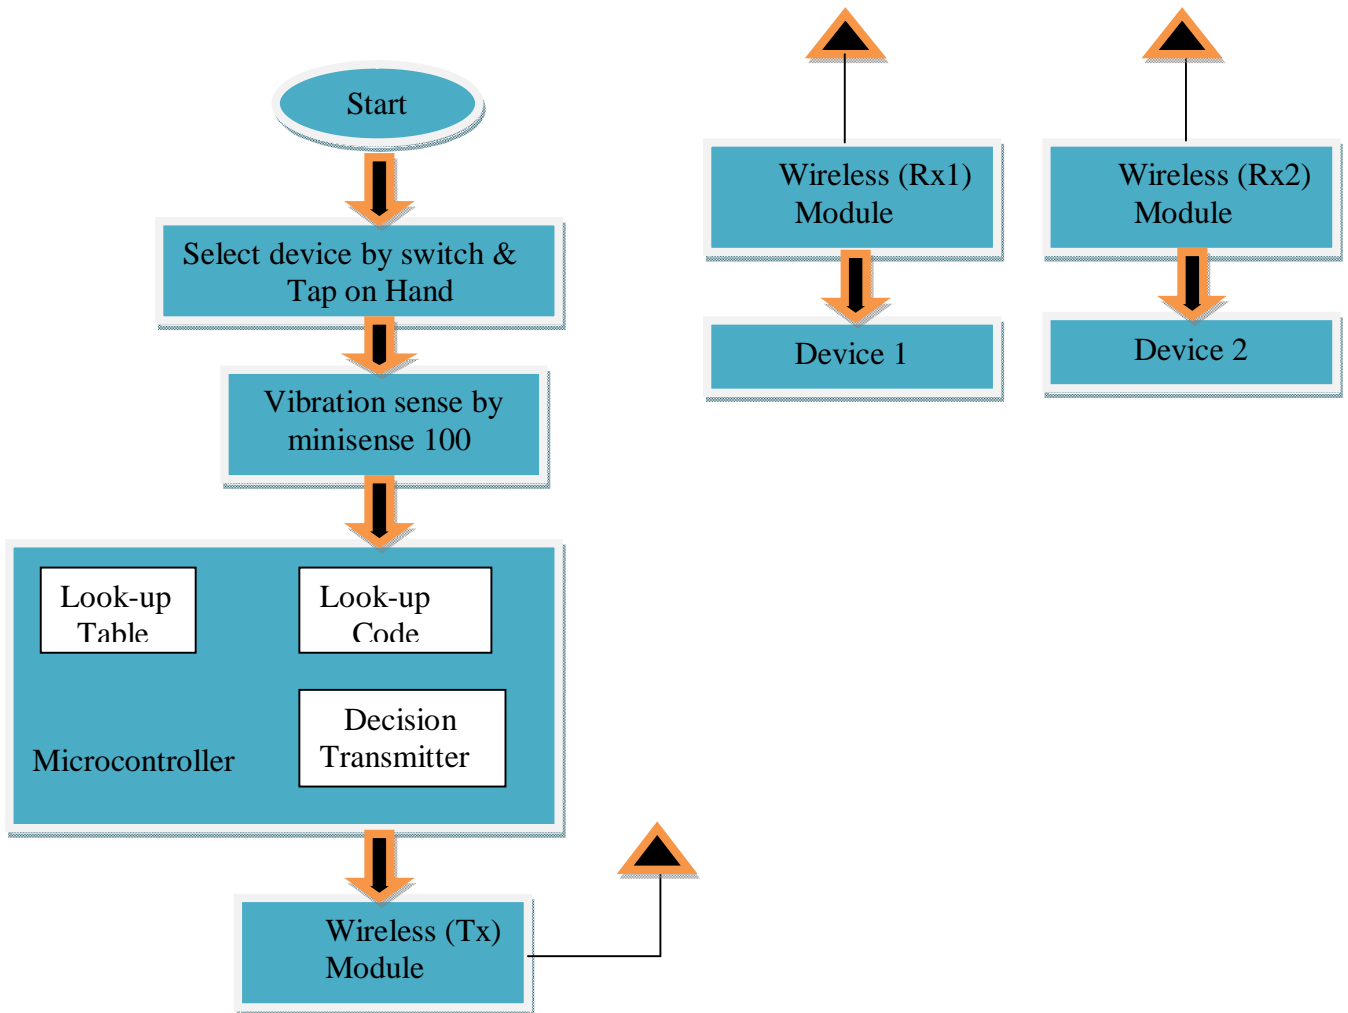 Start
Select device by switch &
Tap on Hand
Vibration sense by
minisense 100
Look-up
Table
Look-up
Code
Decision
Transmitter
Microcontroller
Wireless (Tx)
Module
Wireless (Rx1)
Module
Device 1
Wireless (Rx2)
Module
Device 2